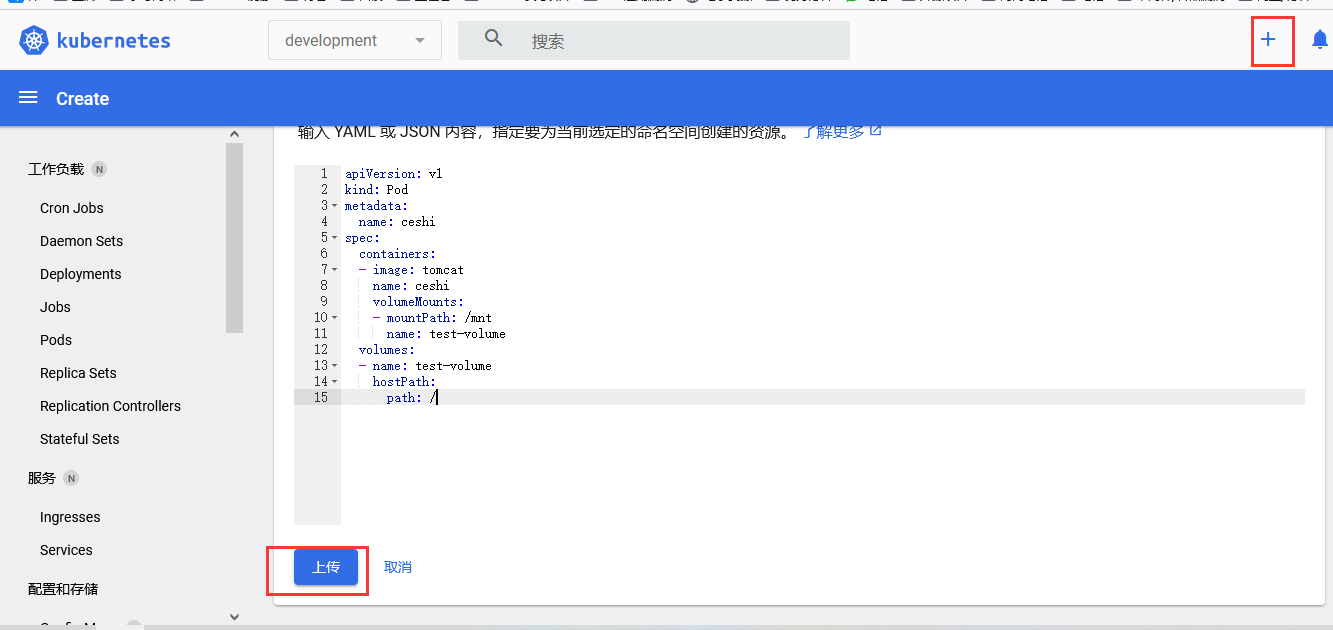 kubernetes
development
搜索
+
Create
输入 YAML 或 JSON 内容，指定要为当前选定的命名空间创建的资源。 了解更多
工作负载 N
Cron Jobs
Daemon Sets
Deployments
Jobs
Pods
Replica Sets
Replication Controllers
Stateful Sets
服务 N
Ingresses
Services
配置和存储
1 apiVersion: v1
2 kind: Pod
3 metadata:
4   name: ceshi
5 spec:
6   containers:
7   - image: tomcat
8     name: ceshi
9     volumeMounts:
10     - mountPath: /mnt
11       name: test-volume
12   volumes:
13   - name: test-volume
14     hostPath:
15       path: /
上传 取消